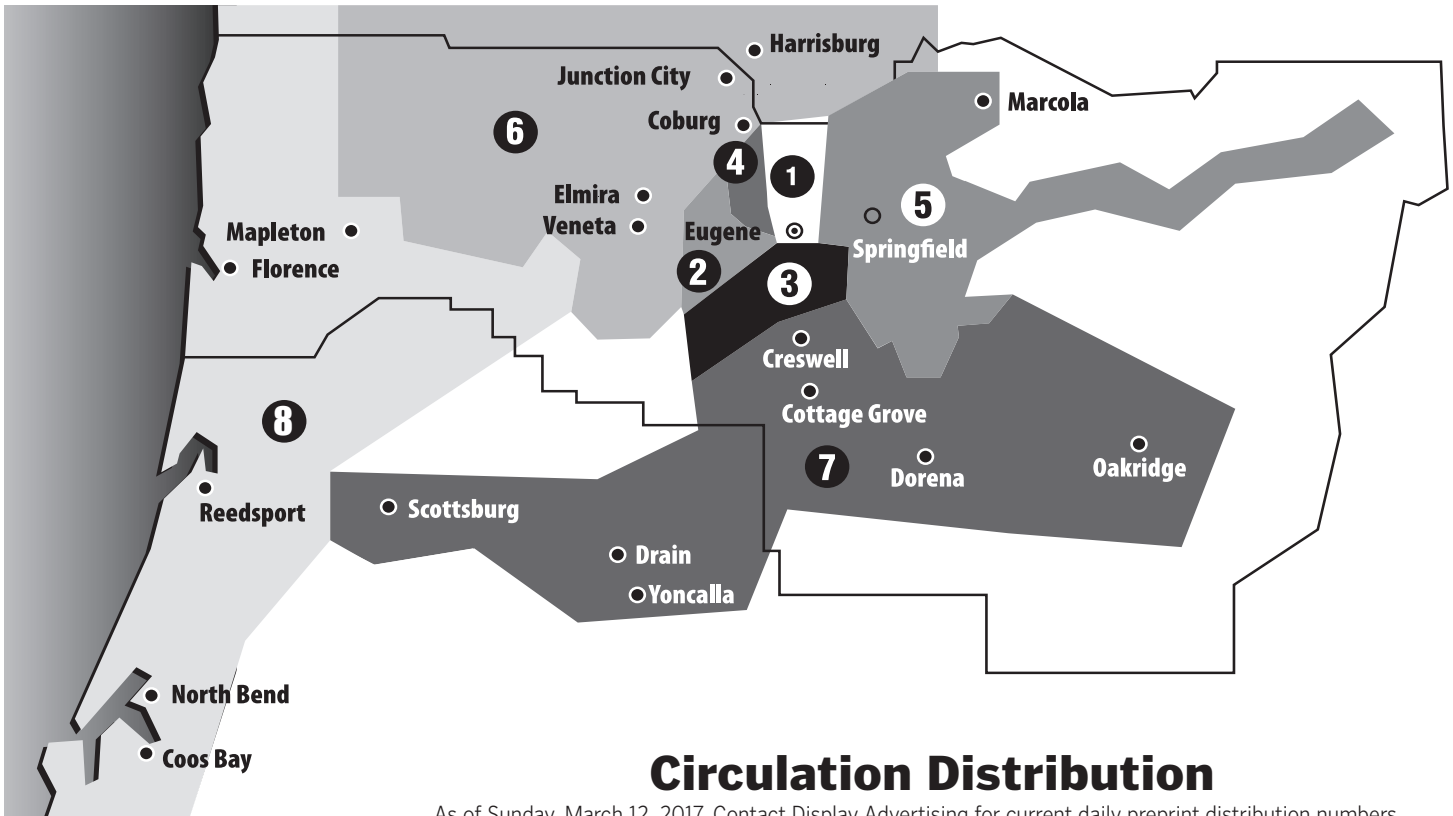 Harrisburg
Junction City
Marcola
Coburg
6
4
1
Elmira
5
Veneta
Eugene
Mapleton
Springfield
Florence
2
3
Creswell
8
Cottage Grove
7
Dorena
Oakridge
Reedsport
Scottsburg
Drain
Yoncalla
North Bend
Coos Bay
Circulation Distribution
As of Sunday, March 12, 2017. Contact Display Advertising for current daily preprint distribution numbers